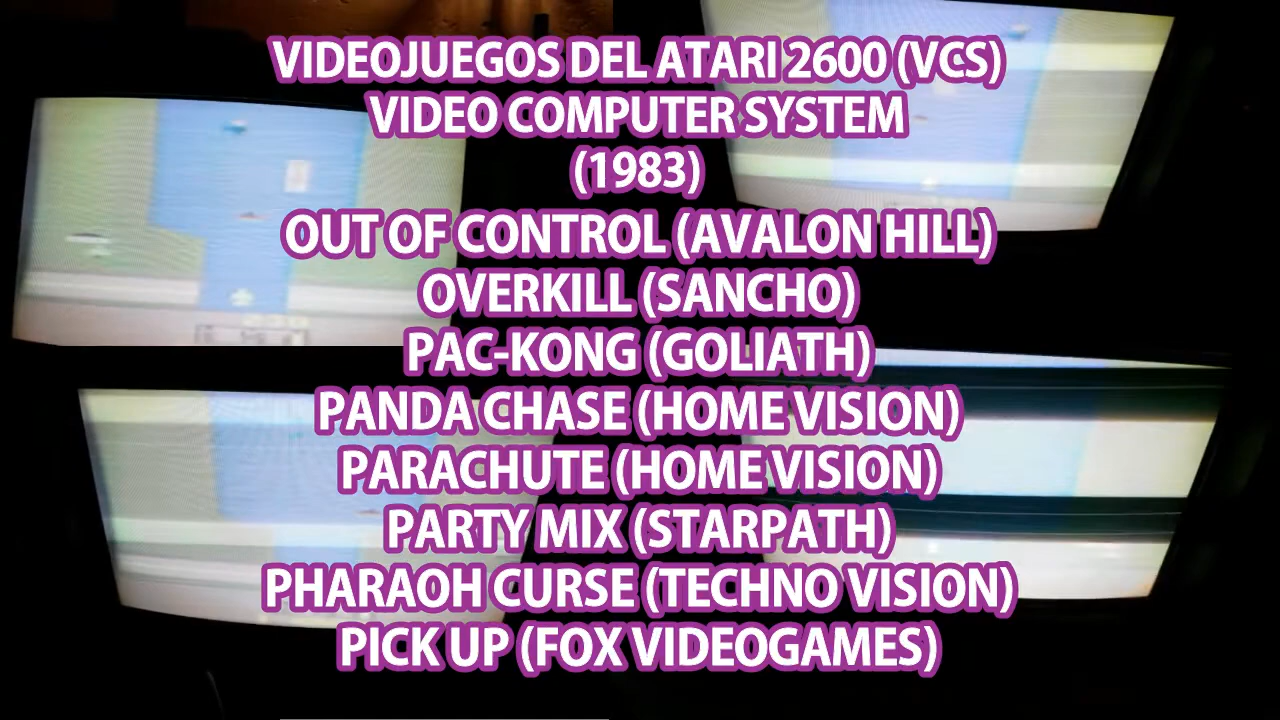 VIDEOJUEGOS DEL ATARI 2600 (VCS)
VIDEO COMPUTER SYSTEM
(1983)
OUT OF CONTROL (AVALON HILL)
OVERKILL (SANCHO)
PAC-KONG (GOLIATH)
PANDA CHASE (HOME VISION)
PARACHUTE (HOME VISION)
PARTY MIX (STARPATH)
PHARAOH CURSE (TECHNO VISION)
PICK UP (FOX VIDEOGAMES)